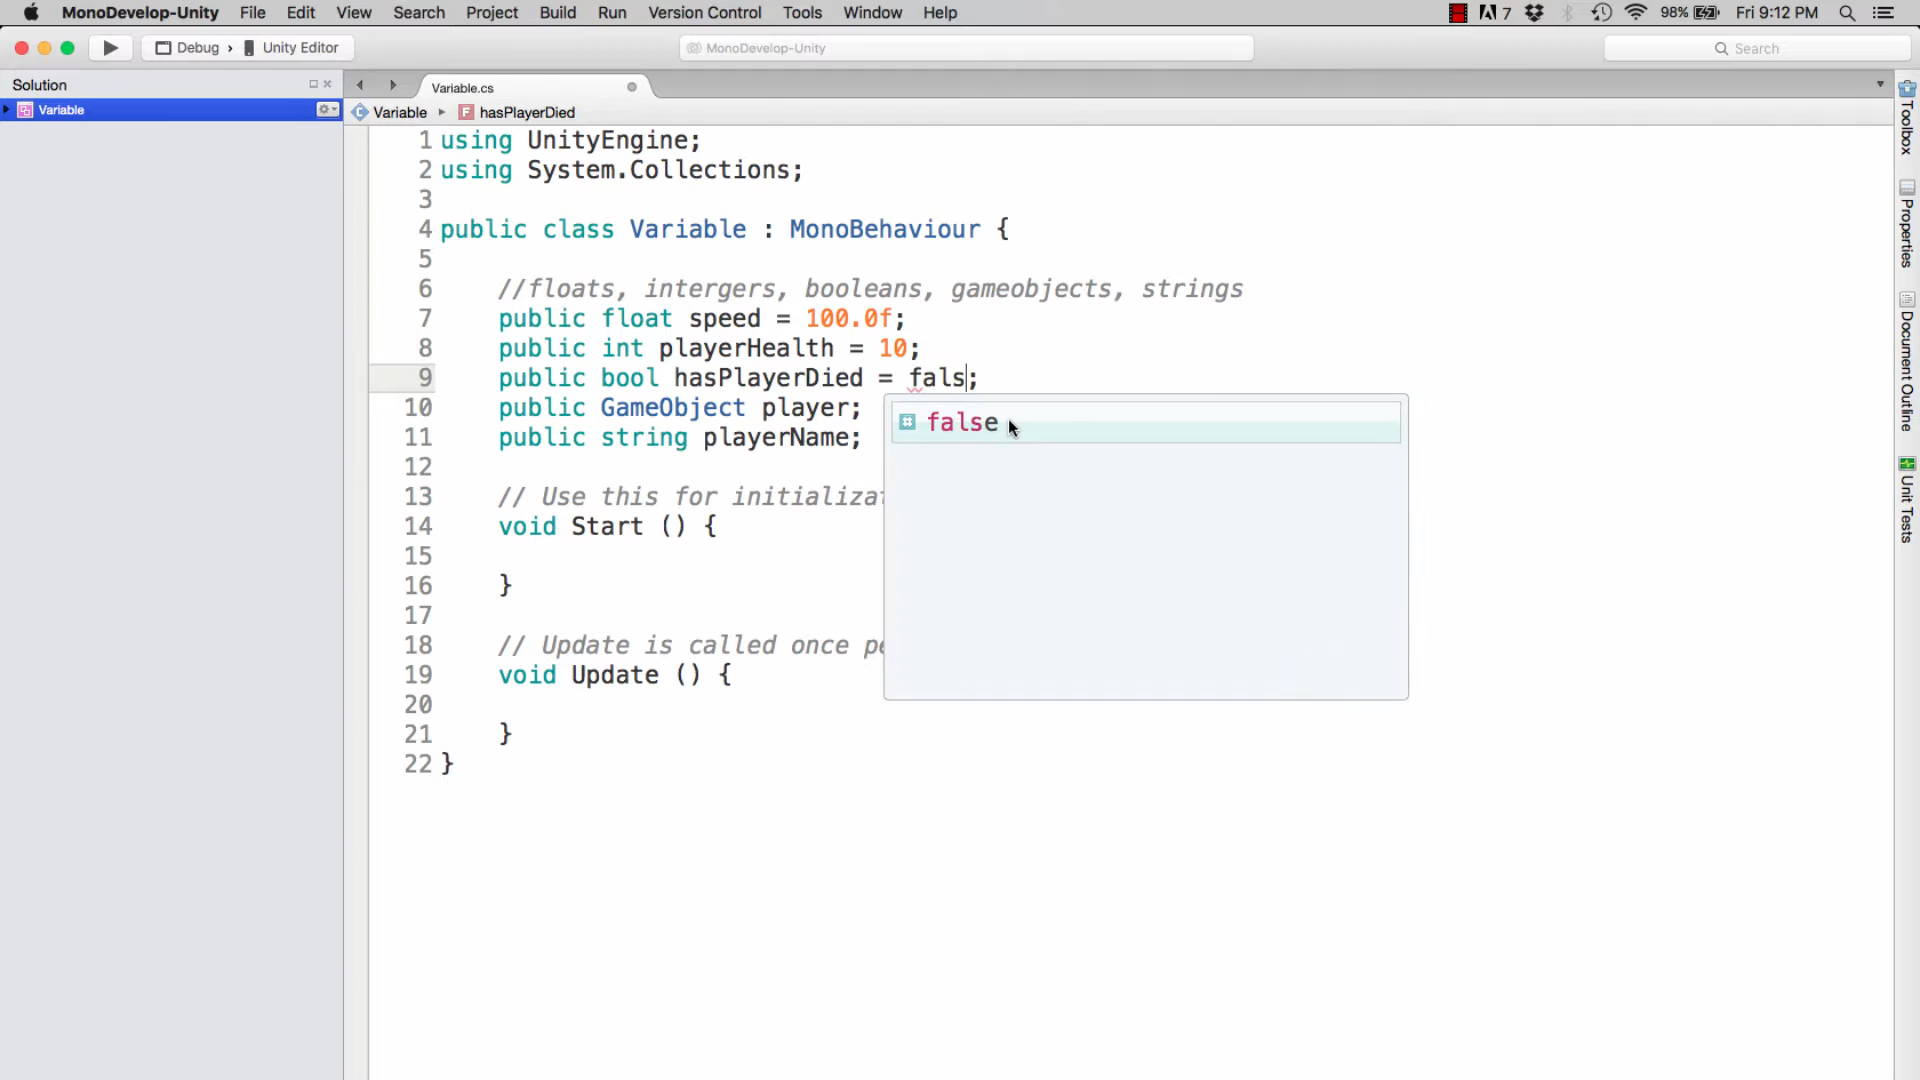 MonoDevelop-Unity File Edit View Search Project Build Run Version Control Tools Window Help 7 98% Fri 9:12 PM
Debug › Unity Editor MonoDevelop-Unity Search
Solution Variable.cs
Variable Variable hasPlayerDied
1 using UnityEngine;
2 using System.Collections;
3
4 public class Variable : MonoBehaviour {
5
6 //floats, intergers, booleans, gameobjects, strings
7 public float speed = 100.0f;
8 public int playerHealth = 10;
9 public bool hasPlayerDied = fals;
10 public GameObject player;
11 public string playerName;
false
12
13 // Use this for initializat
14 void Start () {
15
16 }
17
18 // Update is called once pe
19 void Update () {
20
21 }
22 }
Toolbox
Properties
Document Outline
Unit Tests